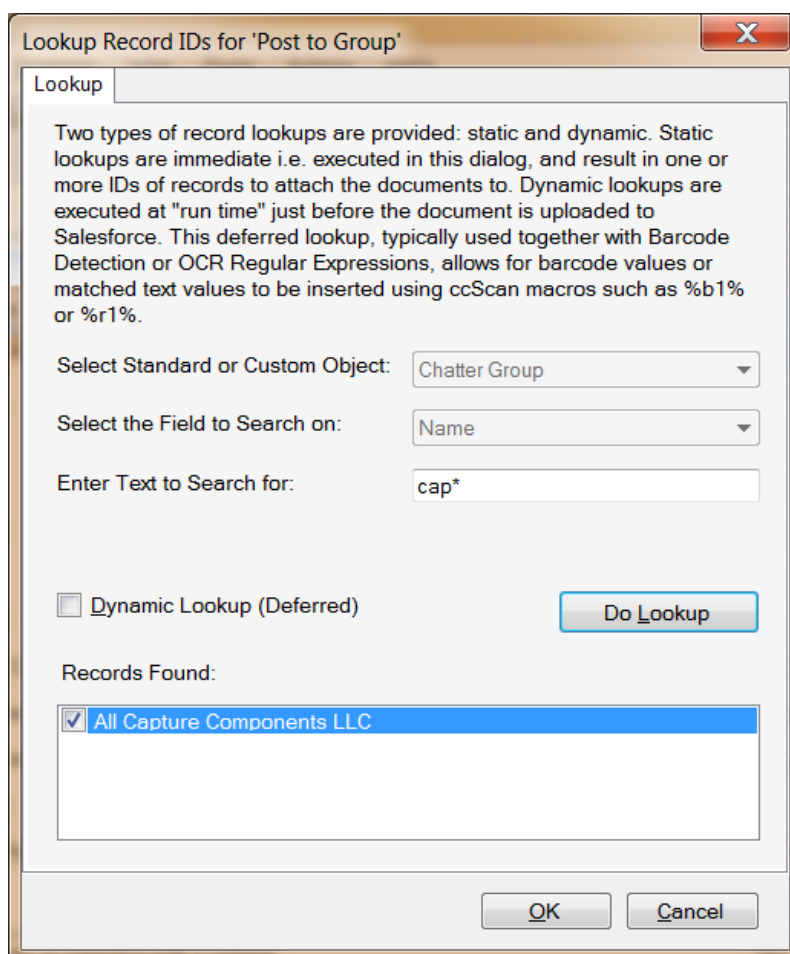 Lookup Record IDs for 'Post to Group'
Lookup
Two types of record lookups are provided: static and dynamic. Static
lookups are immediate i.e. executed in this dialog, and result in one or
more IDs of records to attach the documents to. Dynamic lookups are
executed at "run time" just before the document is uploaded to
Salesforce. This deferred lookup, typically used together with Barcode
Detection or OCR Regular Expressions, allows for barcode values or
matched text values to be inserted using ccScan macros such as %b1%
or %r1%.
Select Standard or Custom Object: Chatter Group
Select the Field to Search on: Name
Enter Text to Search for: cap*
Dynamic Lookup (Deferred) Do Lookup
Records Found:
All Capture Components LLC
OK Cancel